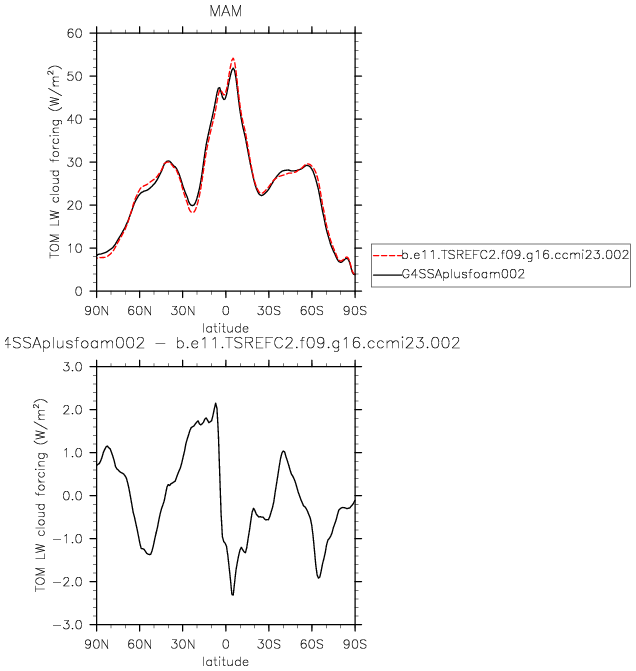 MAM
TOM LW cloud forcing (W/m²)
60
50
40
30
20
10
0
90N 60N 30N 0 30S 60S 90S
latitude
b.e11.TSREFC2.f09.g16.ccmi23.002
G4SSAplusfoam002
4SSAplusfoam002 − b.e11.TSREFC2.f09.g16.ccmi23.002
TOM LW cloud forcing (W/m²)
3.0
2.0
1.0
0.0
−1.0
−2.0
−3.0
90N 60N 30N 0 30S 60S 90S
latitude